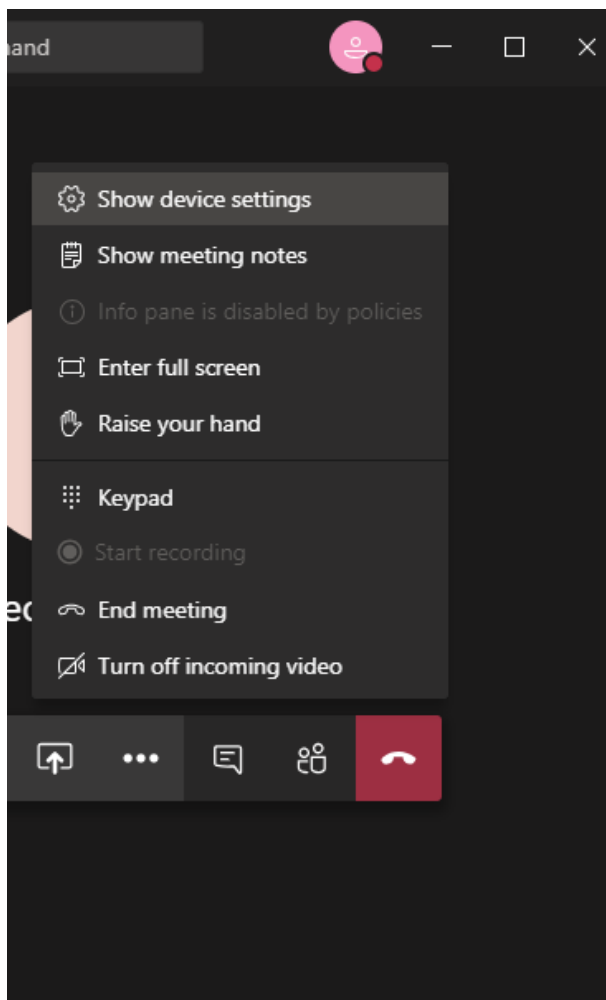 Show device settings
Show meeting notes
Info pane is disabled by policies
Enter full screen
Raise your hand
Keypad
Start recording
End meeting
Turn off incoming video